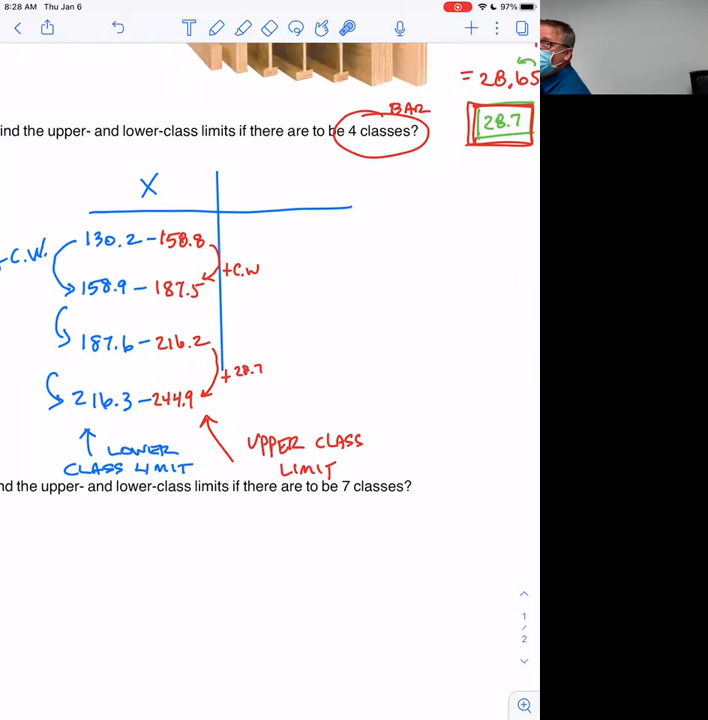 8:28 AM Thu Jan 6
97%
T
= 28.65
BAR
28.7
ind the upper- and lower-class limits if there are to be 4 classes?
X
130.2 - 158.8
+C.W.
+C.W
158.9 - 187.5
187.6 - 216.2
+28.7
216.3 - 244.9
LOWER
CLASS LIMIT
UPPER CLASS
LIMIT
nd the upper- and lower-class limits if there are to be 7 classes?
1
/
2